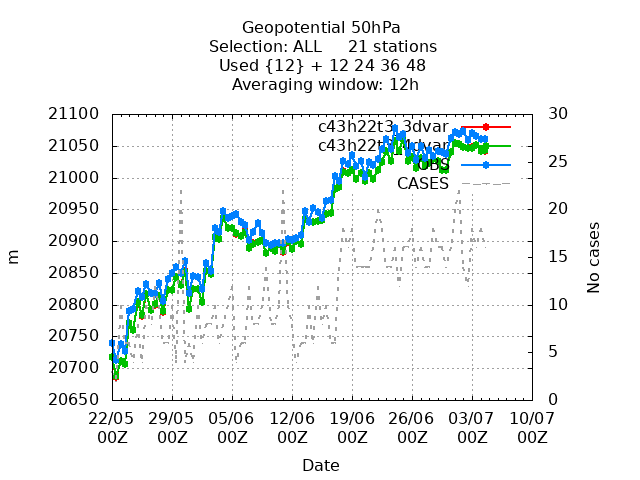 Geopotential 50hPa
Selection: ALL 21 stations
Used {12} + 12 24 36 48
Averaging window: 12h
c43h22t3_3dvar
OBS
CASES
21100
21050
21000
20950
20900
20850
20800
20750
20700
20650
m
30
25
20
15
10
5
0
No cases
22/05 29/05 05/06 12/06 19/06 26/06 03/07 10/07
00Z 00Z 00Z 00Z 00Z 00Z 00Z 00Z
Date